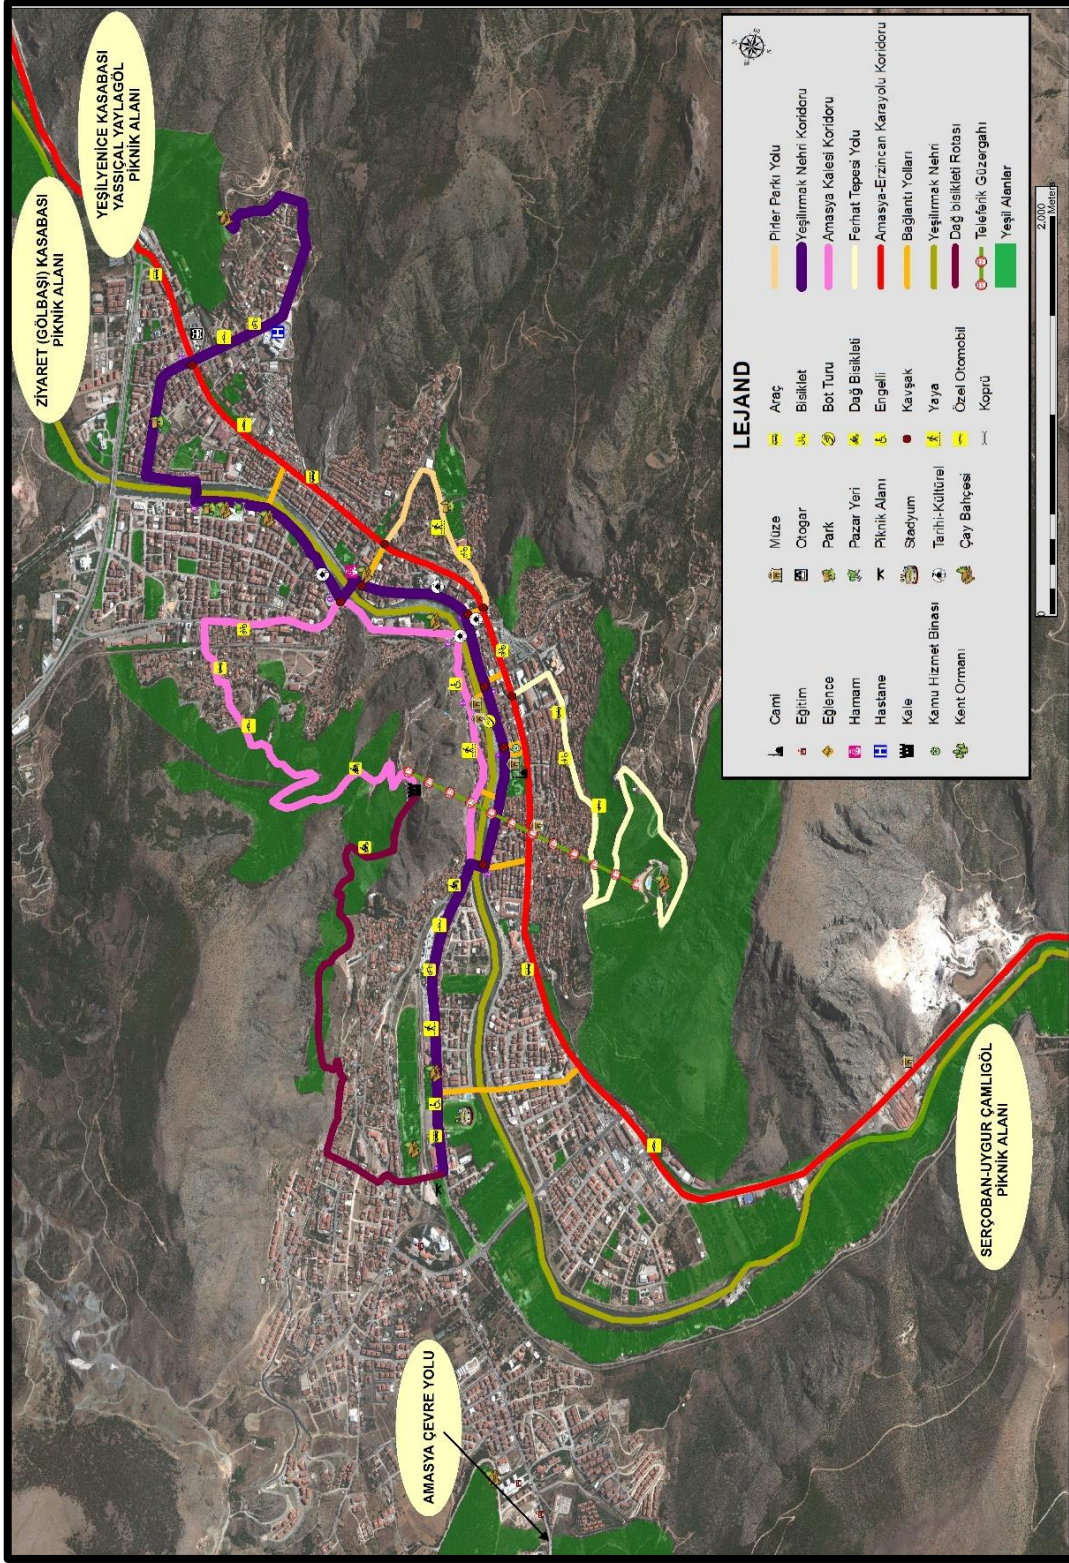 ZİYARET (GÖLBAŞI) KASABASI
PİKNİK ALANI
YEŞİLYENİCE KASABASI
YASSIÇAL YAYLAGÖL
PİKNİK ALANI
AMASYA ÇEVRE YOLU
SERÇOBAN-UYGUR ÇAMLIGÖL
PİKNİK ALANI
LEJAND
Cami
Eğitim
Eğlence
Hamam
Hastane
Kale
Kamu Hizmet Binası
Kent Ormanı
Müze
Otogar
Park
Pazar Yeri
Piknik Alanı
Stadyum
Tarihi-Kültürel
Çay Bahçesi
Araç
Bisiklet
Bot Turu
Dağ Bisikleti
Engelli
Kavşak
Yaya
Özel Otomobil
Koprü
Pirler Parkı Yolu
Yeşilırmak Nehri Koridoru
Amasya Kalesi Koridoru
Ferhat Tepesi Yolu
Amasya-Erzincan Karayolu Koridoru
Bağlantı Yolları
Yeşilırmak Nehri
Dağ bisikleti Rotası
Teleferik Güzergahı
Yeşil Alanlar
0
2,000
Meters